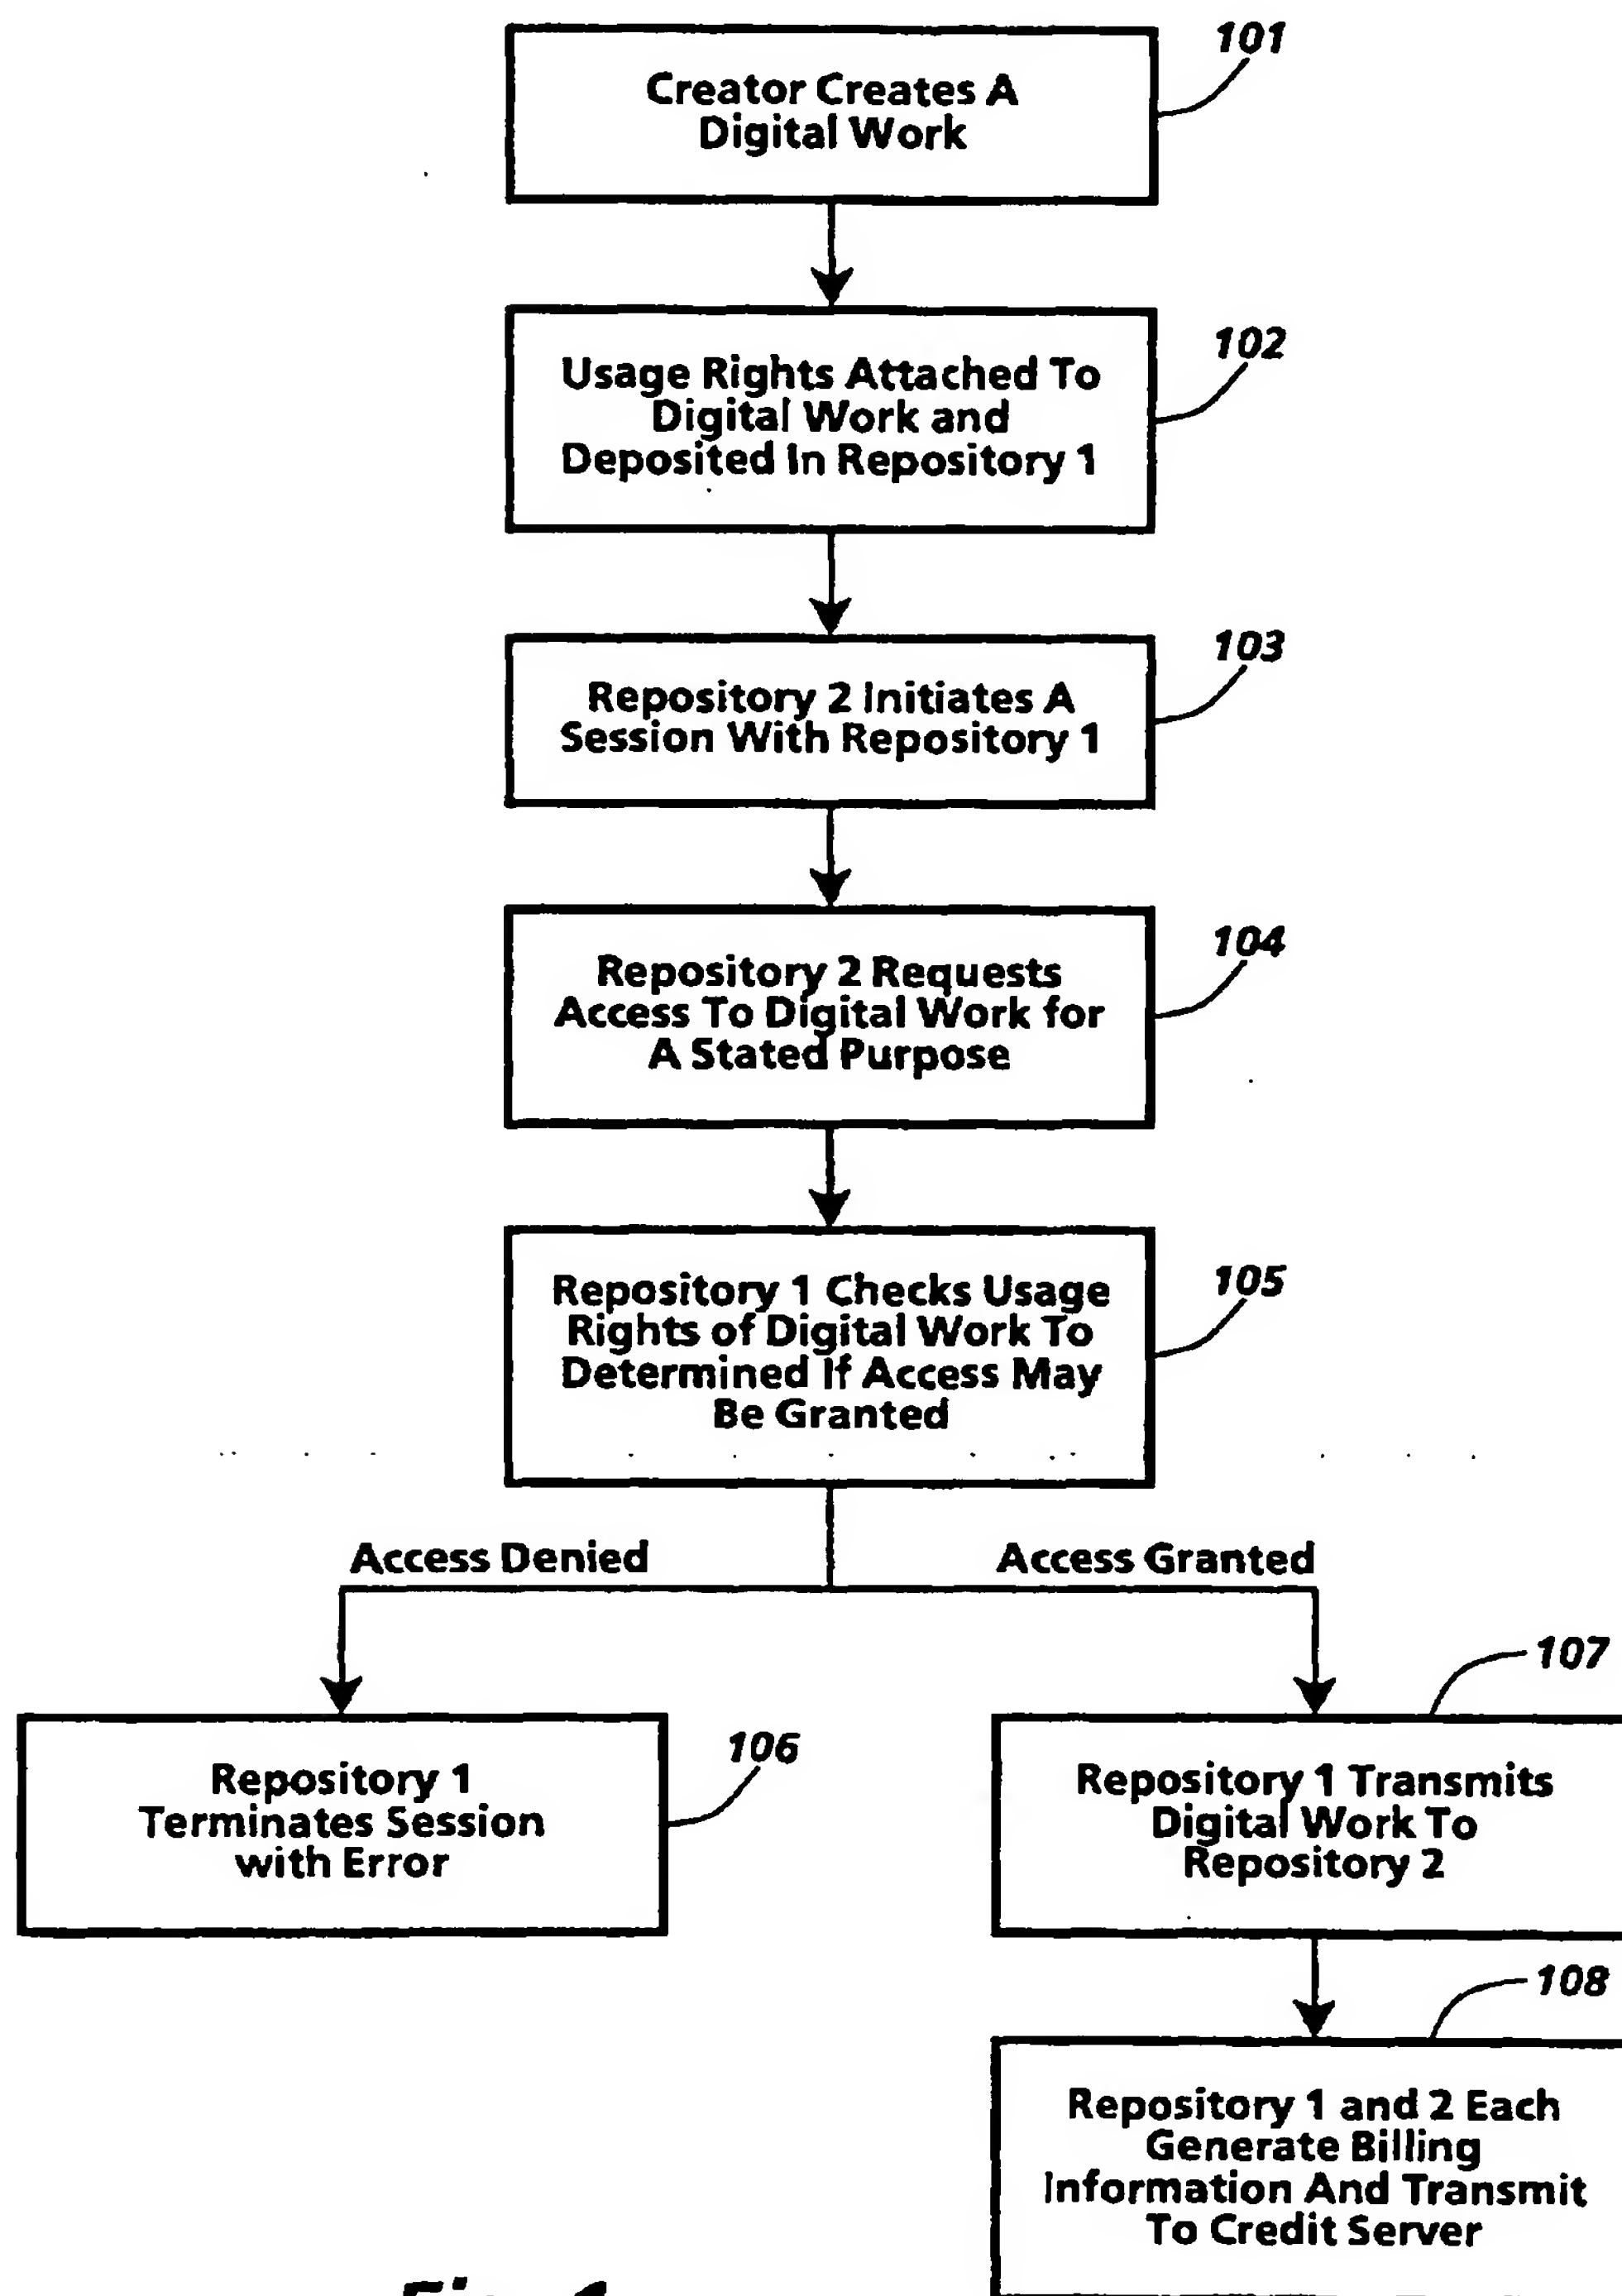 101
Creator Creates A
Digital Work
102
Usage Rights Attached To
Digital Work and
Deposited In Repository 1
103
Repository 2 Initiates A
Session With Repository 1
104
Repository 2 Requests
Access To Digital Work for
A Stated Purpose
105
Repository 1 Checks Usage
Rights of Digital Work To
Determined If Access May
Be Granted
Access Denied
Access Granted
107
106
Repository 1
Terminates Session
with Error
Repository 1 Transmits
Digital Work To
Repository 2
108
Repository 1 and 2 Each
Generate Billing
Information And Transmit
To Credit Server